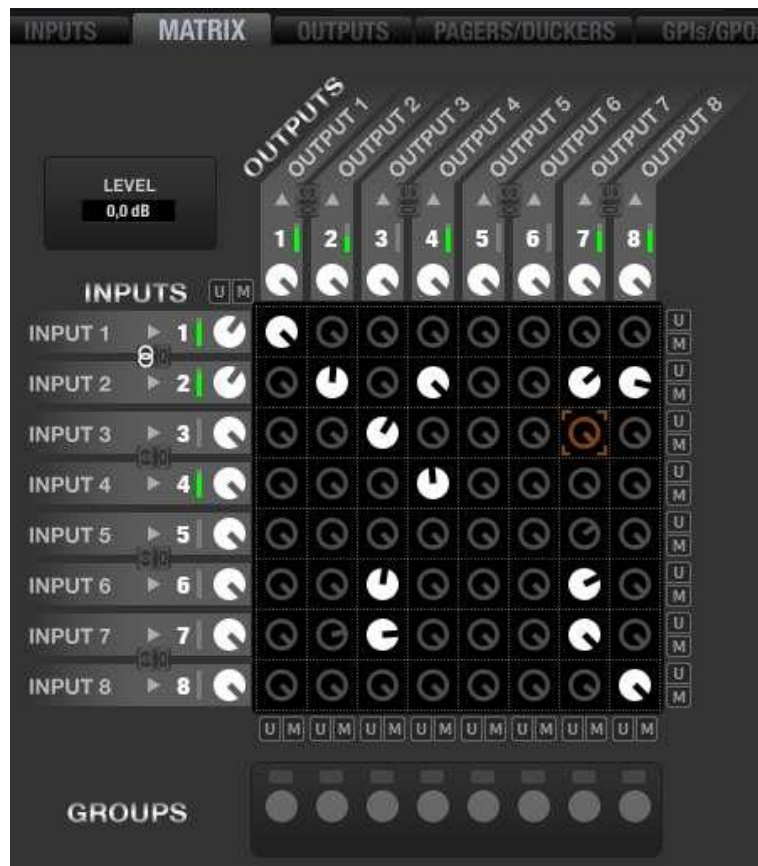 INPUTS MATRIX OUTPUTS PAGERS/DUCKERS GPIs/GPO
OUTPUTS OUTPUT 1 OUTPUT 2 OUTPUT 3 OUTPUT 4 OUTPUT 5 OUTPUT 6 OUTPUT 7 OUTPUT 8
LEVEL
0,0 dB
1 2 3 4 5 6 7 8
INPUTS U M
INPUT 1 1 U M
INPUT 2 2 U M
INPUT 3 3 U M
INPUT 4 4 U M
INPUT 5 5 U M
INPUT 6 6 U M
INPUT 7 7 U M
INPUT 8 8 U M
U M U M U M U M U M U M U M U M
GROUPS